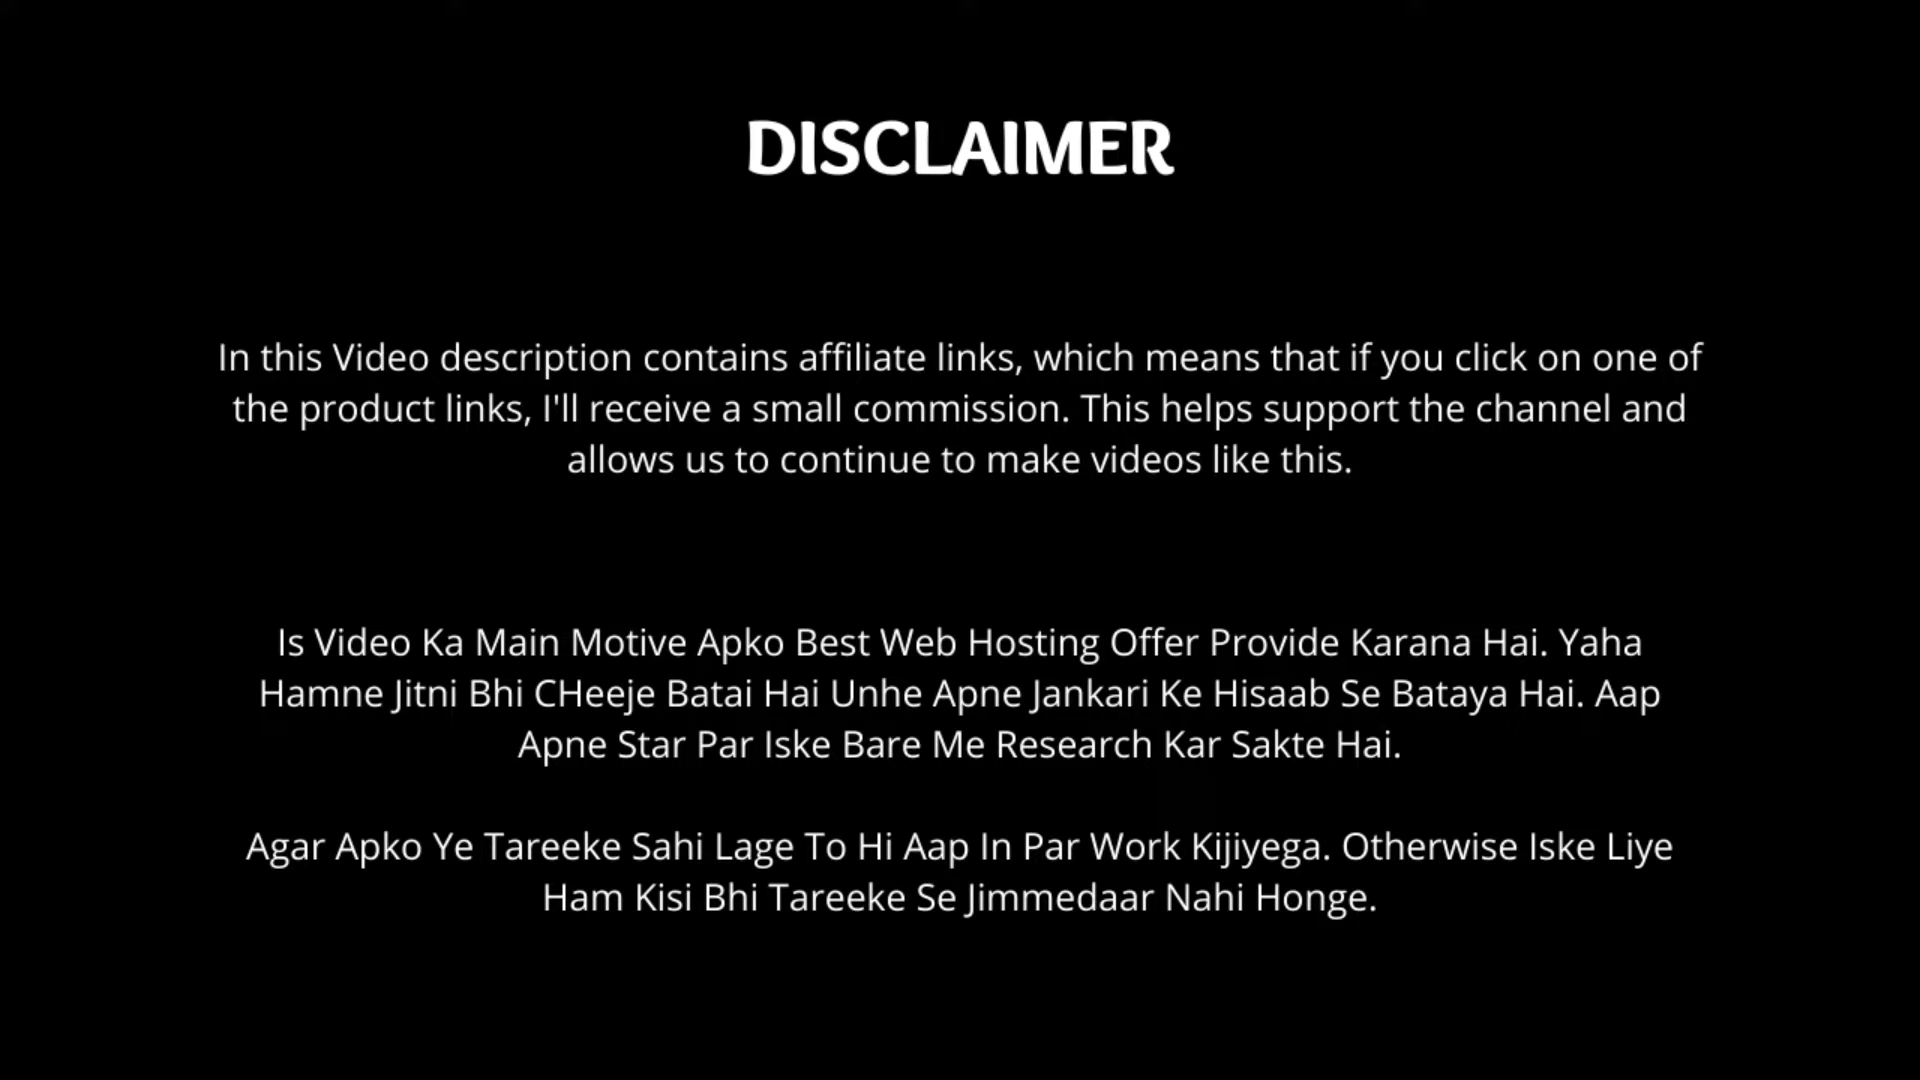 DISCLAIMER
In this Video description contains affiliate links, which means that if you click on one of
the product links, I'll receive a small commission. This helps support the channel and
allows us to continue to make videos like this.
Is Video Ka Main Motive Apko Best Web Hosting Offer Provide Karana Hai. Yaha
Hamne Jitni Bhi CHeeje Batai Hai Unhe Apne Jankari Ke Hisaab Se Bataya Hai. Aap
Apne Star Par Iske Bare Me Research Kar Sakte Hai.
Agar Apko Ye Tareeke Sahi Lage To Hi Aap In Par Work Kijiyega. Otherwise Iske Liye
Ham Kisi Bhi Tareeke Se Jimmedaar Nahi Honge.